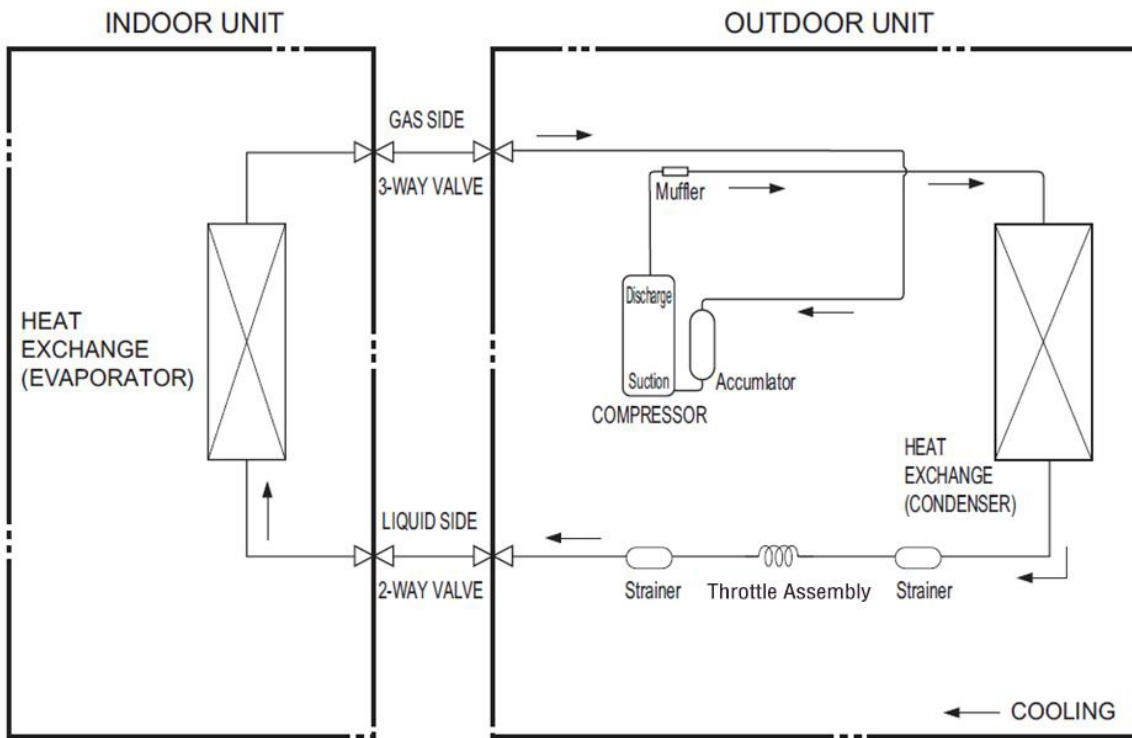 INDOOR UNIT
OUTDOOR UNIT
GAS SIDE
3-WAY VALVE
Muffler
Discharge
Suction
Accumlator
COMPRESSOR
HEAT
EXCHANGE
(EVAPORATOR)
HEAT
EXCHANGE
(CONDENSER)
LIQUID SIDE
2-WAY VALVE
Strainer
Throttle Assembly
Strainer
COOLING